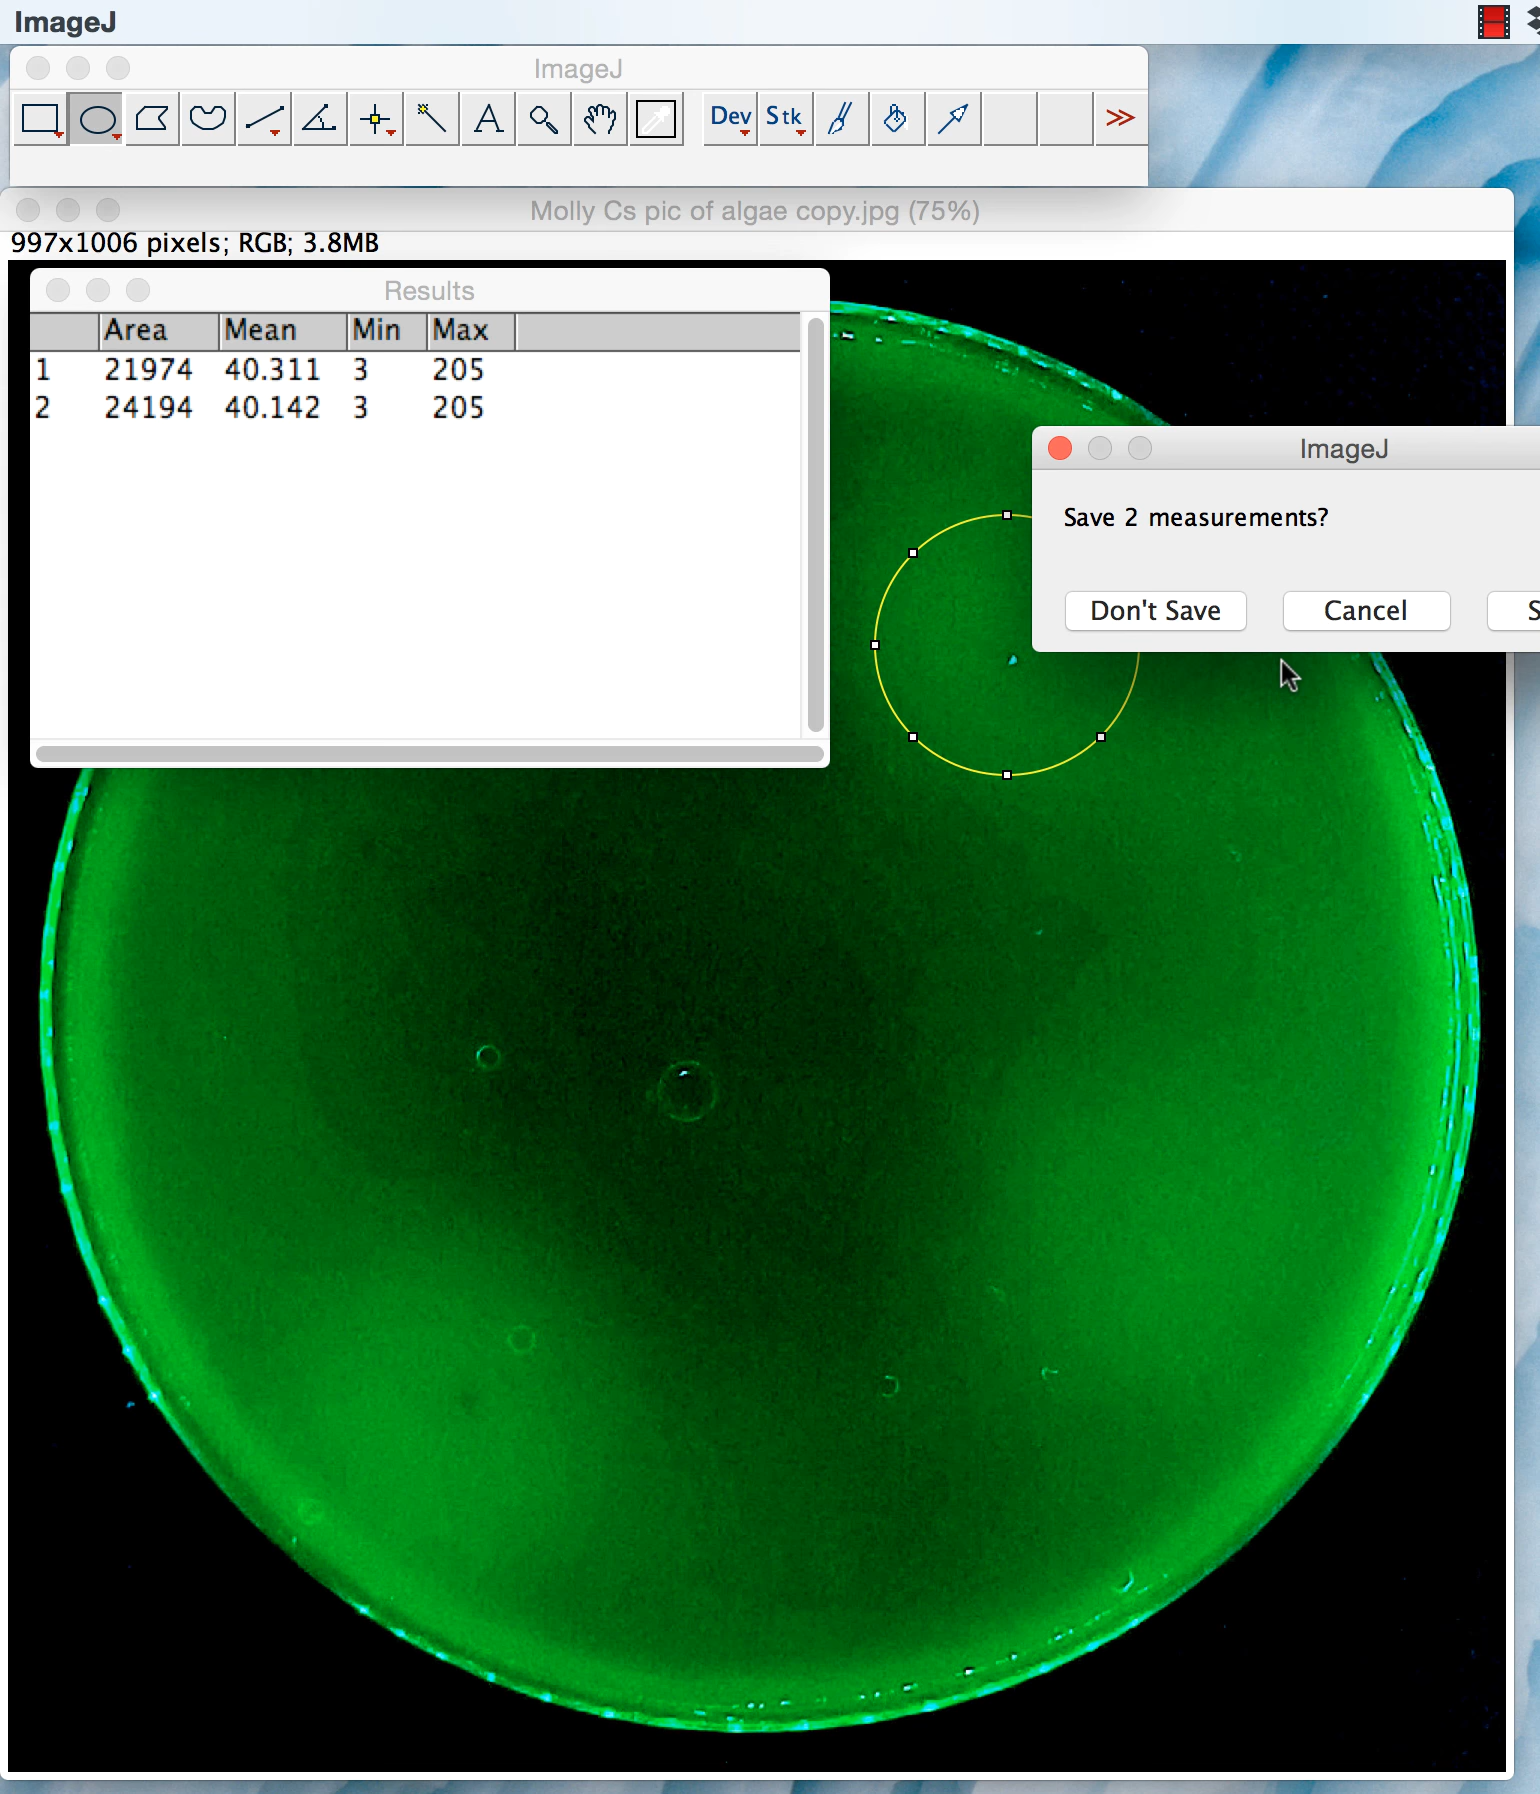 ImageJ
ImageJ
A Dev Stk >>
Molly Cs pic of algae copy.jpg (75%)
997x1006 pixels; RGB; 3.8MB
Results
Area Mean Min Max
1 21974 40.311 3 205
2 24194 40.142 3 205
ImageJ
Save 2 measurements?
Don't Save Cancel S